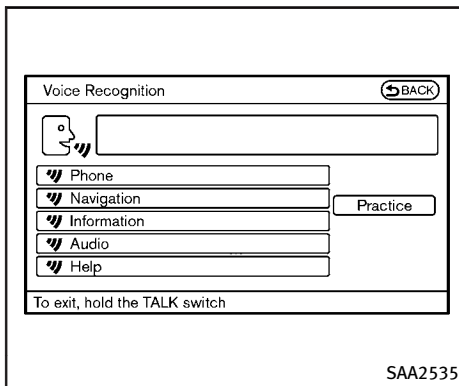 Voice Recognition
BACK
Phone
Navigation
Practice
Information
Audio
Help
To exit, hold the TALK switch
SAA2535